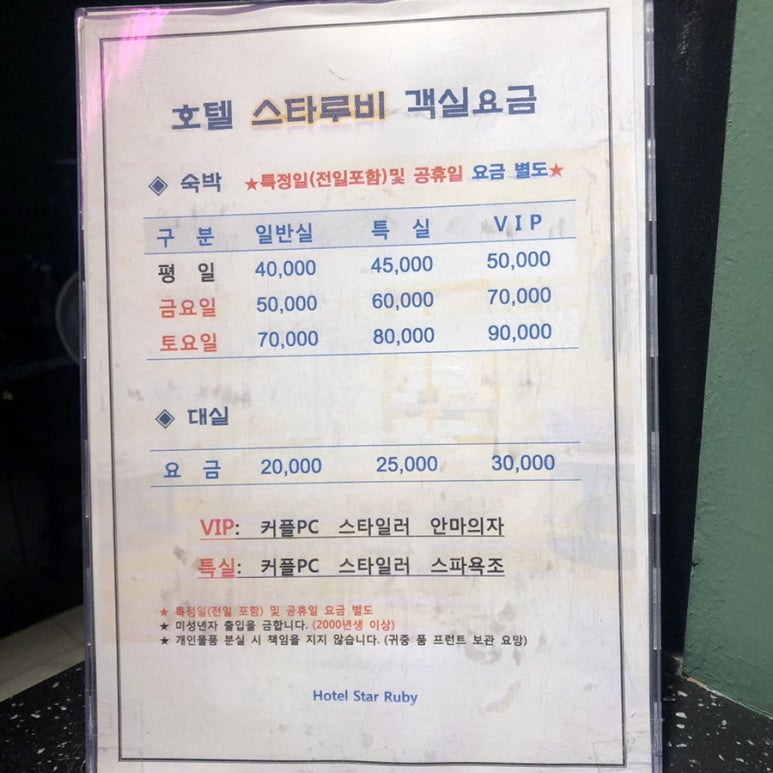 호텔 스타루비 객실요금
◈ 숙박 ★특정일(전일포함)및 공휴일 요금 별도★
구 분 일반실 특 실 V I P
평 일 40,000 45,000 50,000
금요일 50,000 60,000 70,000
토요일 70,000 80,000 90,000
◈ 대실
요 금 20,000 25,000 30,000
VIP: 커플PC 스타일러 안마의자
특실: 커플PC 스타일러 스파욕조
★ 특정일(전일 포함) 및 공휴일 요금 별도
★ 미성년자 출입을 금합니다. (2000년생 이상)
★ 개인물품 분실 시 책임을 지지 않습니다. (귀중 품 프런트 보관 요망)
Hotel Star Ruby